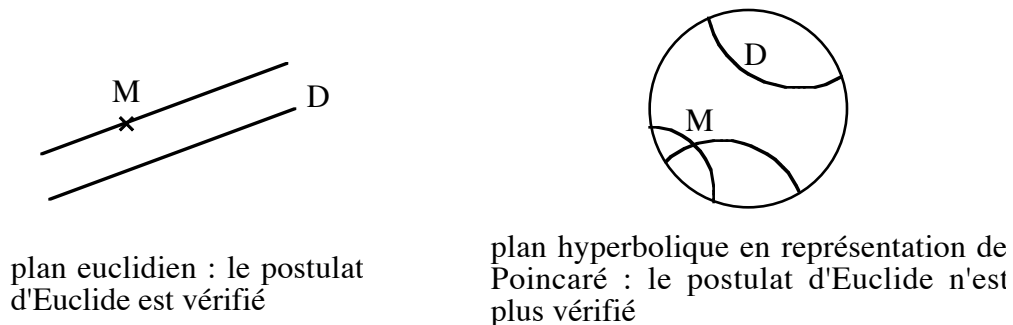 M
D
plan euclidien : le postulat
d'Euclide est vérifié
D
M
plan hyperbolique en représentation de
Poincaré : le postulat d'Euclide n'est
plus vérifié